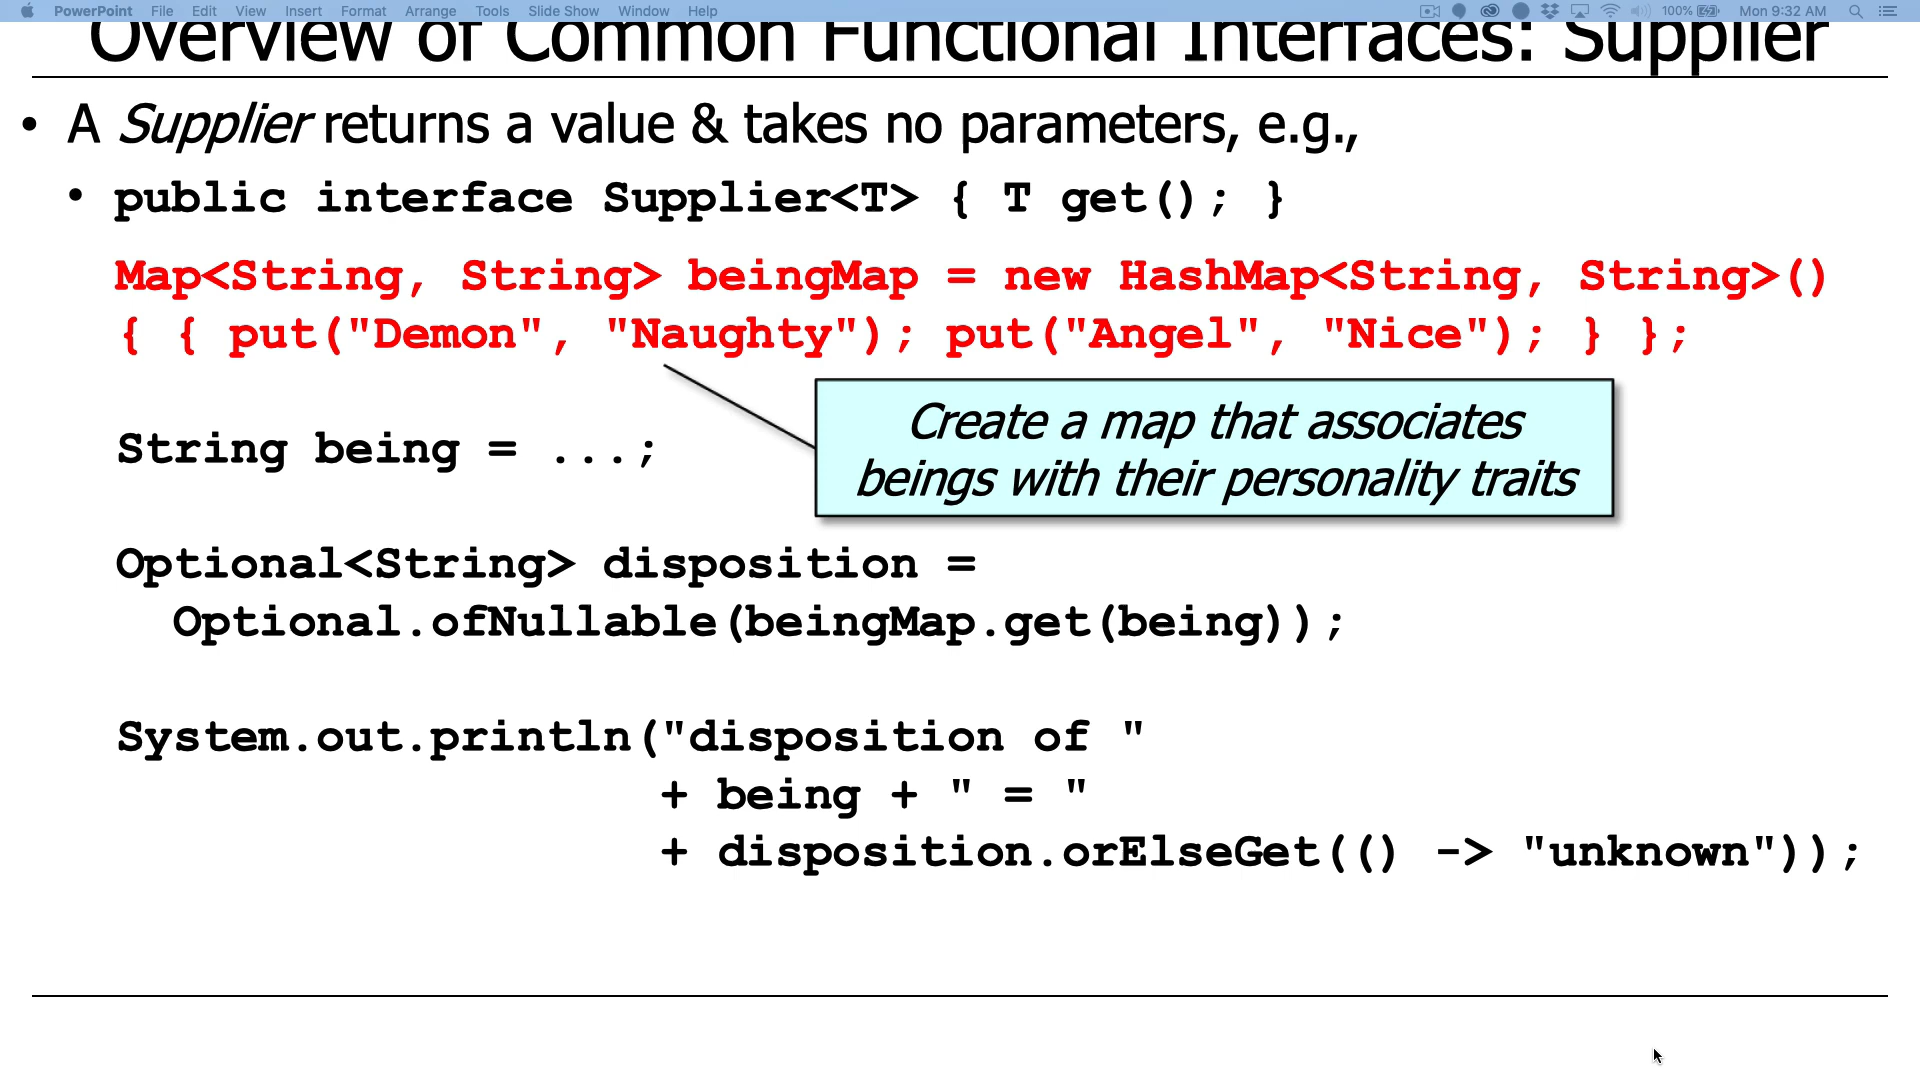 PowerPoint File Edit View Insert Format Arrange Tools Slide Show Window Help 100% Mon 9:32 AM
Overview of Common Functional Interfaces: Supplier
• A Supplier returns a value & takes no parameters, e.g.,
• public interface Supplier<T> { T get(); }
Map<String, String> beingMap = new HashMap<String, String>()
{ { put("Demon", "Naughty"); put("Angel", "Nice"); } };
Create a map that associates
beings with their personality traits
String being = ...;
Optional<String> disposition =
Optional.ofNullable(beingMap.get(being));
System.out.println("disposition of "
+ being + " = "
+ disposition.orElseGet(() -> "unknown"));